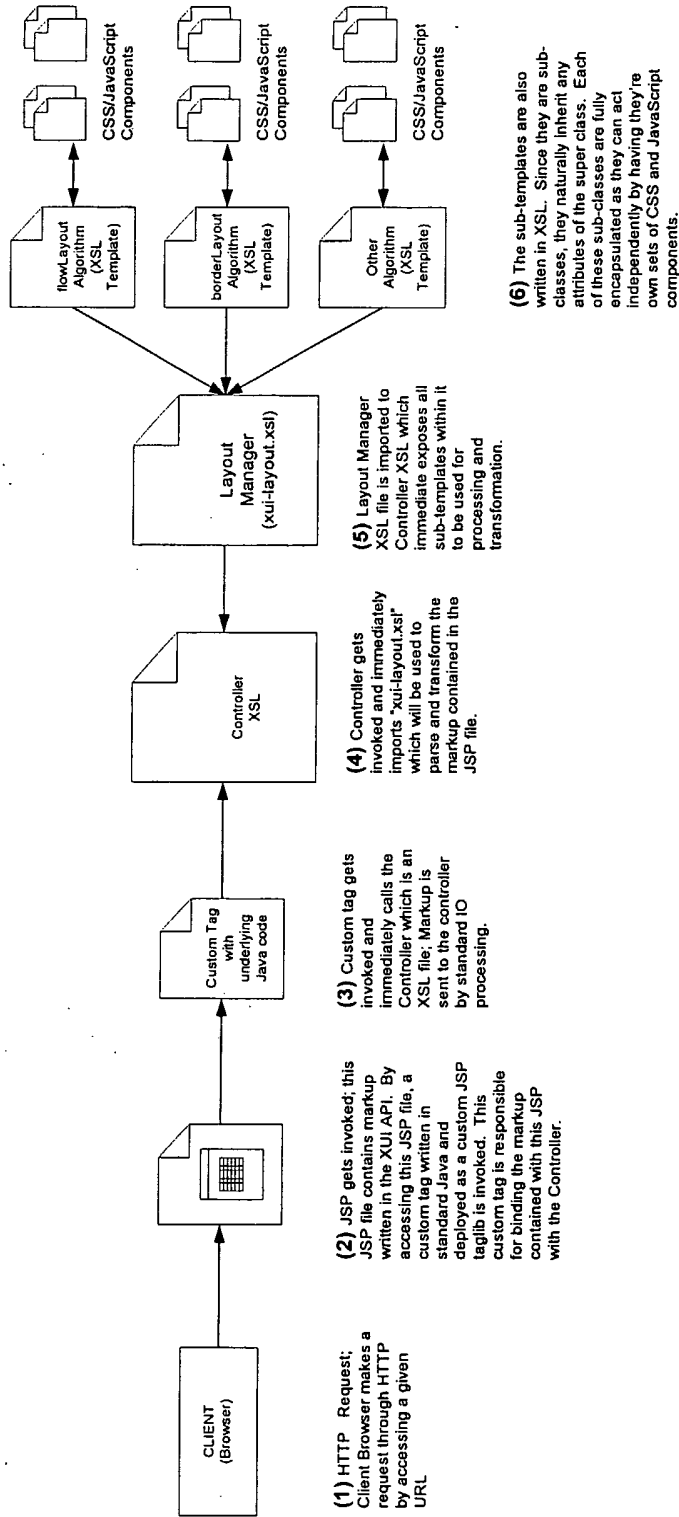 CLIENT
(Browser)
(1) HTTP Request;
Client Browser makes a
request through HTTP
by accessing a given
URL
(2) JSP gets invoked; this
JSP file contains markup
written in the XUI API. By
accessing this JSP file, a
custom tag written in
standard Java and
deployed as a custom JSP
taglib is invoked. This
custom tag is responsible
for binding the markup
contained with this JSP
with the Controller.
Custom Tag
with
underlying
Java code
(3) Custom tag gets
invoked and
immediately calls the
Controller which is an
XSL file; Markup is
sent to the controller
by standard IO
processing.
Controller
XSL
(4) Controller gets
invoked and immediately
imports "xui-layout.xsl"
which will be used to
parse and transform the
markup contained in the
JSP file.
Layout
Manager
(xui-layout.xsl)
(5) Layout Manager
XSL file is imported to
Controller XSL which
immediate exposes all
sub-templates within it
to be used for
processing and
transformation.
flowLayout
Algorithm
(XSL
Template)
CSS/JavaScript
Components
borderLayout
Algorithm
(XSL
Template)
CSS/JavaScript
Components
Other
Algorithm
(XSL
Template)
CSS/JavaScript
Components
(6) The sub-templates are also
written in XSL. Since they are sub-
classes, they naturally inherit any
attributes of the super class. Each
of these sub-classes are fully
encapsulated as they can act
independently by having they're
own sets of CSS and JavaScript
components.